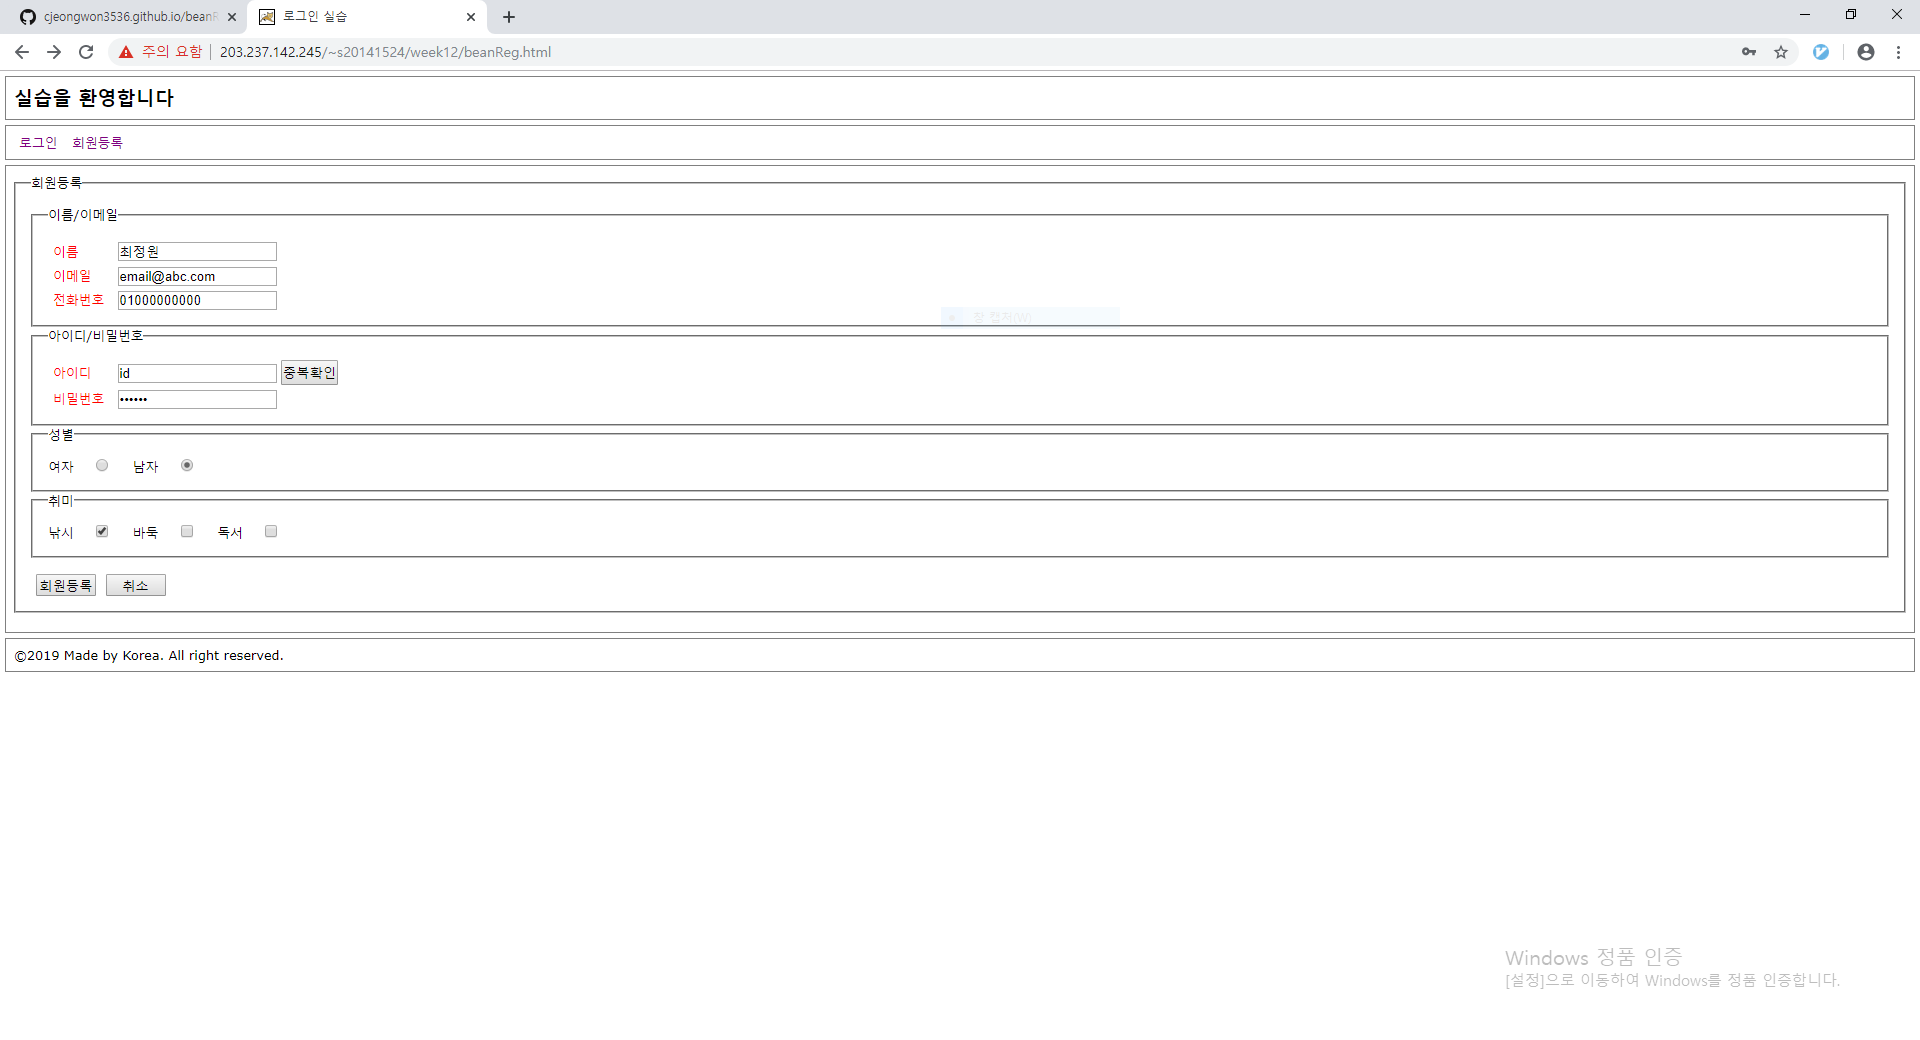 cjeongwon3536.github.io/beanR
로그인 실습
주의 요함 203.237.142.245/~s20141524/week12/beanReg.html
실습을 환영합니다
로그인 회원등록
회원등록
이름/이메일
이름 최정원
이메일 email@abc.com
전화번호 01000000000
창 캡쳐(W)
아이디/비밀번호
아이디 id 중복확인
비밀번호 ••••••
성별
여자 남자
취미
낚시 바둑 독서
회원등록 취소
©2019 Made by Korea. All right reserved.
Windows 정품 인증
[설정]으로 이동하여 Windows를 정품 인증합니다.